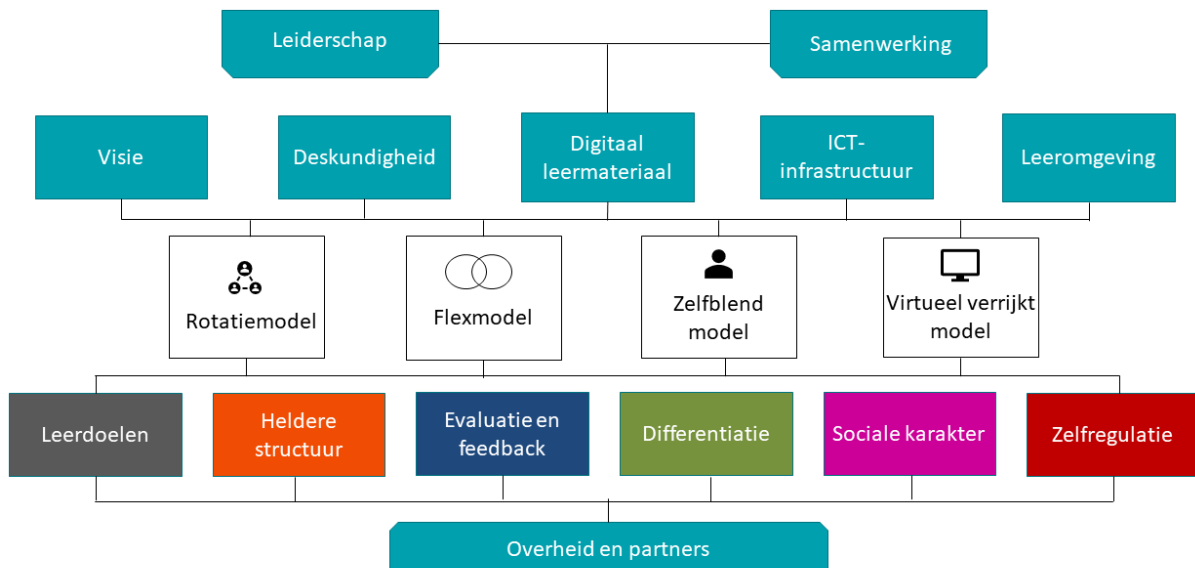 Leiderschap
Samenwerking
Visie
Deskundigheid
Digitaal
leermateriaal
ICT-
infrastructuur
Leeromgeving
Rotatiemodel
Flexmodel
Zelfblend
model
Virtueel verrijkt
model
Leerdoelen
Heldere
structuur
Evaluatie en
feedback
Differentiatie
Sociale karakter
Zelfregulatie
Overheid en partners